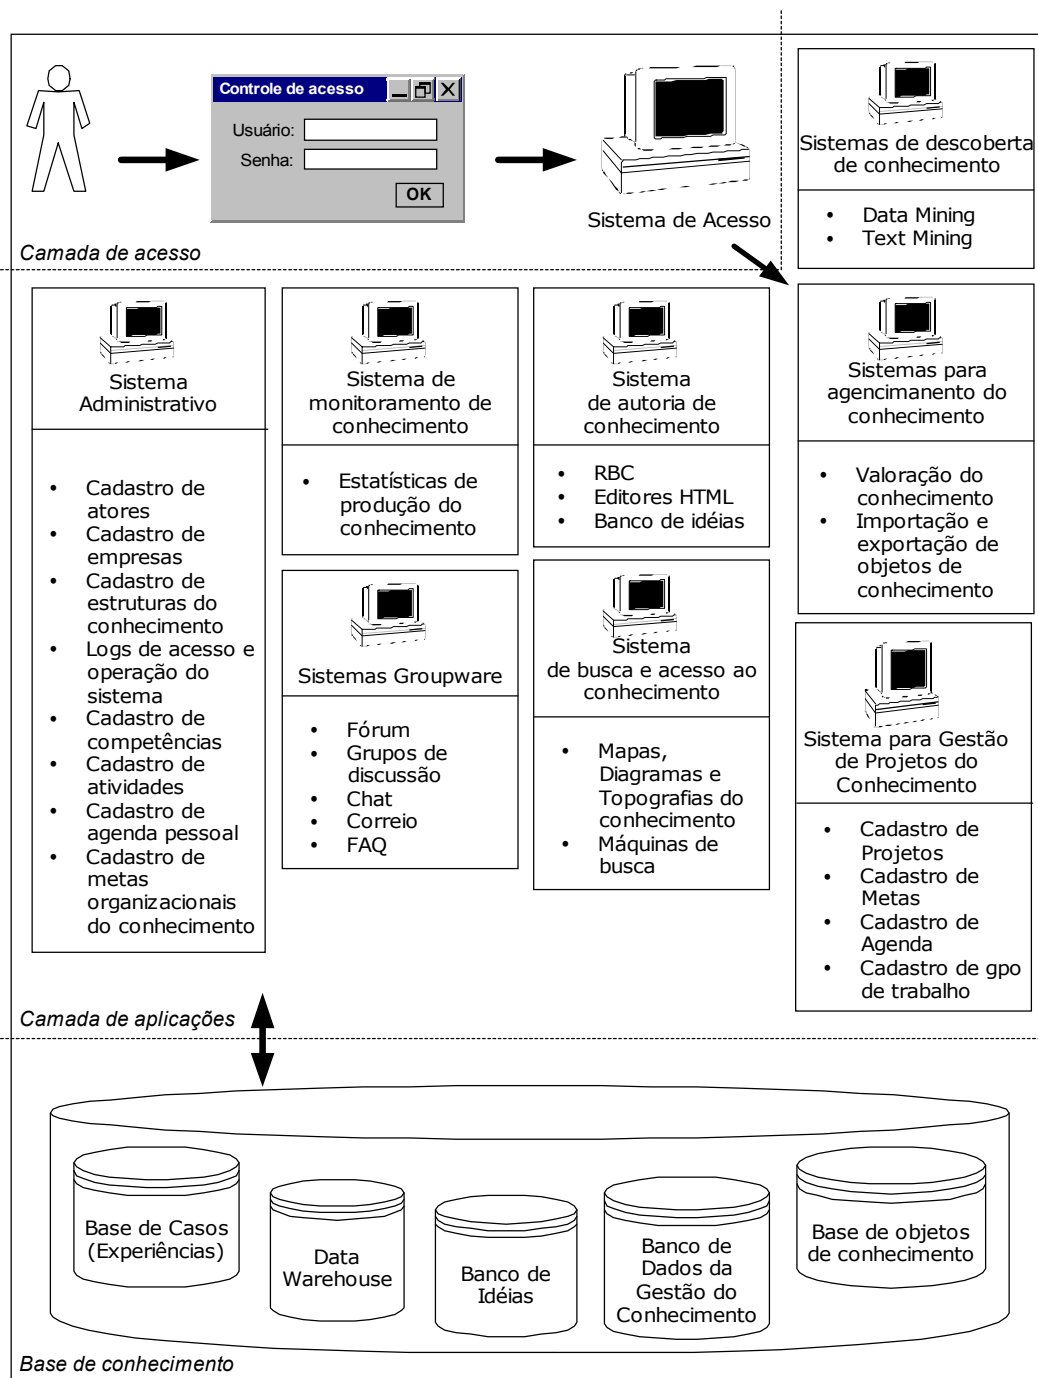 Controle de acesso
Usuário:
Senha:
OK
Sistema de Acesso
Camada de acesso
Sistemas de descoberta
de conhecimento
• Data Mining
• Text Mining
Sistema
Administrativo
• Cadastro de
atores
• Cadastro de
empresas
• Cadastro de
estruturas do
conhecimento
• Logs de acesso e
operação do
sistema
• Cadastro de
competências
• Cadastro de
atividades
• Cadastro de
agenda pessoal
• Cadastro de
metas
organizacionais
do conhecimento
Sistema de
monitoramento de
conhecimento
• Estatísticas de
produção do
conhecimento
Sistema
de autoria de
conhecimento
• RBC
• Editores HTML
• Banco de idéias
Sistemas para
agencimanento do
conhecimento
• Valoração do
conhecimento
• Importação e
exportação de
objetos de
conhecimento
Sistemas Groupware
• Fórum
• Grupos de
discussão
• Chat
• Correio
• FAQ
Sistema
de busca e acesso ao
conhecimento
• Mapas,
Diagramas e
Topografias do
conhecimento
• Máquinas de
busca
Sistema para Gestão
de Projetos do
Conhecimento
• Cadastro de
Projetos
• Cadastro de
Metas
• Cadastro de
Agenda
• Cadastro de gpo
de trabalho
Camada de aplicações
Base de Casos
(Experiências)
Data
Warehouse
Banco de
Idéias
Banco de
Dados da
Gestão do
Conhecimento
Base de objetos
de conhecimento
Base de conhecimento